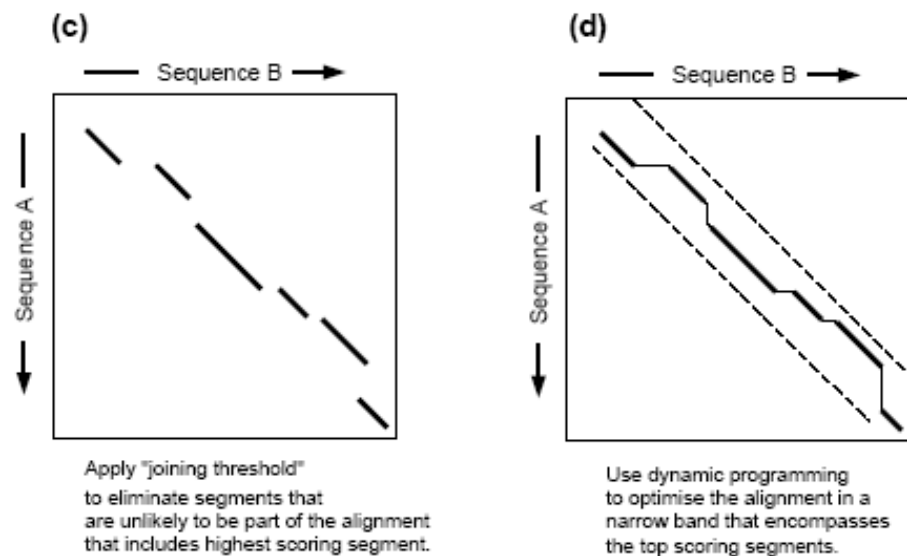 (c)
Sequence B
Sequence A
Apply "joining threshold"
to eliminate segments that
are unlikely to be part of the alignment
that includes highest scoring segment.
(d)
Sequence B
Sequence A
Use dynamic programming
to optimise the alignment in a
narrow band that encompasses
the top scoring segments.